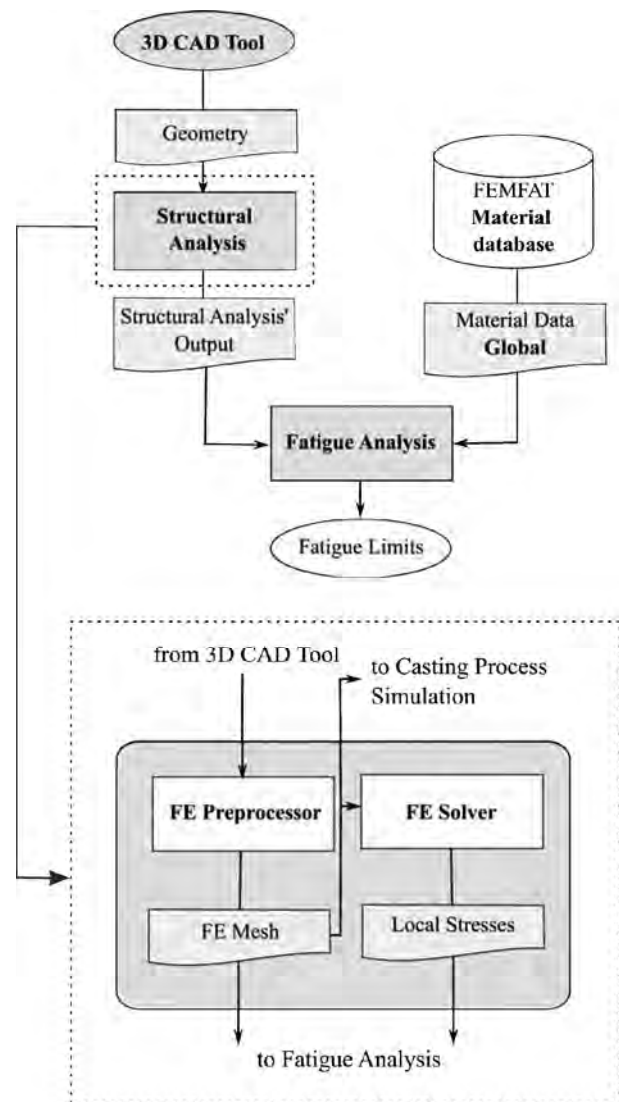 3D CAD Tool
Geometry
Structural
Analysis
Structural Analysis'
Output
FEMFAT
Material
database
Material Data
Global
Fatigue Analysis
Fatigue Limits
from 3D CAD Tool
to Casting Process
Simulation
FE Preprocessor
FE Solver
FE Mesh
Local Stresses
to Fatigue Analysis